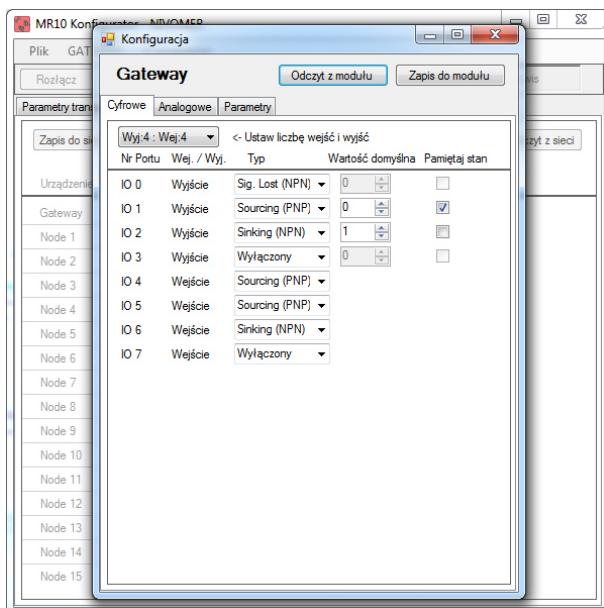 MR10 Konfigurator - NIVOMER
Konfiguracja
Plik GAT
Gateway Odczyt z modułu Zapis do modułu
Rozłącz wis
Parametry tran Cyfrowe Analogowe Parametry
Zapis do si Wyj:4 : Wej:4 <- Ustaw liczbę wejść i wyjść czyt z sieci
Nr Portu Wej. / Wyj. Typ Wartość domyślna Pamiętaj stan
Urządzenie IO 0 Wyjście Sig. Lost (NPN) 0
Gateway IO 1 Wyjście Sourcing (PNP) 0
Node 1 IO 2 Wyjście Sinking (NPN) 1
Node 2 IO 3 Wyjście Wyłączony 0
Node 3 IO 4 Wejście Sourcing (PNP)
Node 4 IO 5 Wejście Sourcing (PNP)
Node 5 IO 6 Wejście Sinking (NPN)
Node 6 IO 7 Wejście Wyłączony
Node 7
Node 8
Node 9
Node 10
Node 11
Node 12
Node 13
Node 14
Node 15